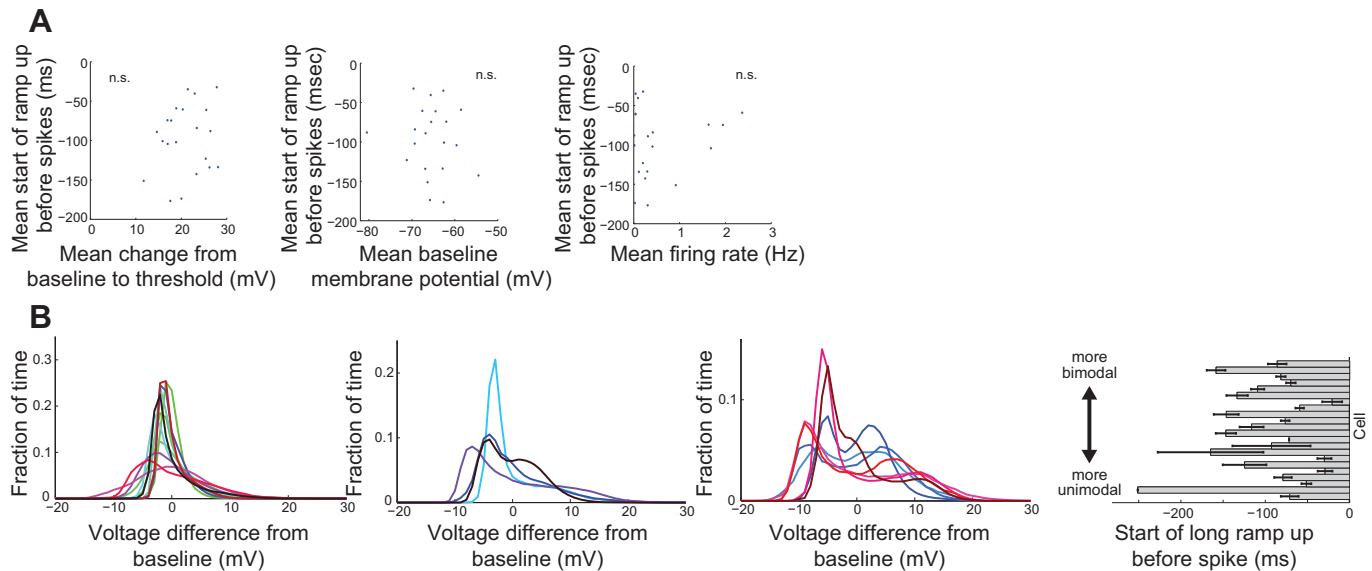 A
Mean start of ramp up
before spikes (ms)
0
−50
−100
−150
−200
n.s.
0
10
20
30
Mean change from
baseline to threshold (mV)
Mean start of ramp up
before spikes (msec)
0
−50
−100
−150
−200
n.s.
−80
−70
−60
−50
Mean baseline
membrane potential (mV)
Mean start of ramp up
before spikes (msec)
0
−50
−100
−150
−200
n.s.
0
1
2
3
Mean firing rate (Hz)
B
Fraction of time
0.3
0.2
0.1
0
−20
−10
0
10
20
30
Voltage difference from
baseline (mV)
Fraction of time
0.2
0.1
0
−20
−10
0
10
20
30
Voltage difference from
baseline (mV)
Fraction of time
0.1
0
−20
−10
0
10
20
30
Voltage difference from
baseline (mV)
more
bimodal
more
unimodal
Cell
−200
−100
0
Start of long ramp up
before spike (ms)